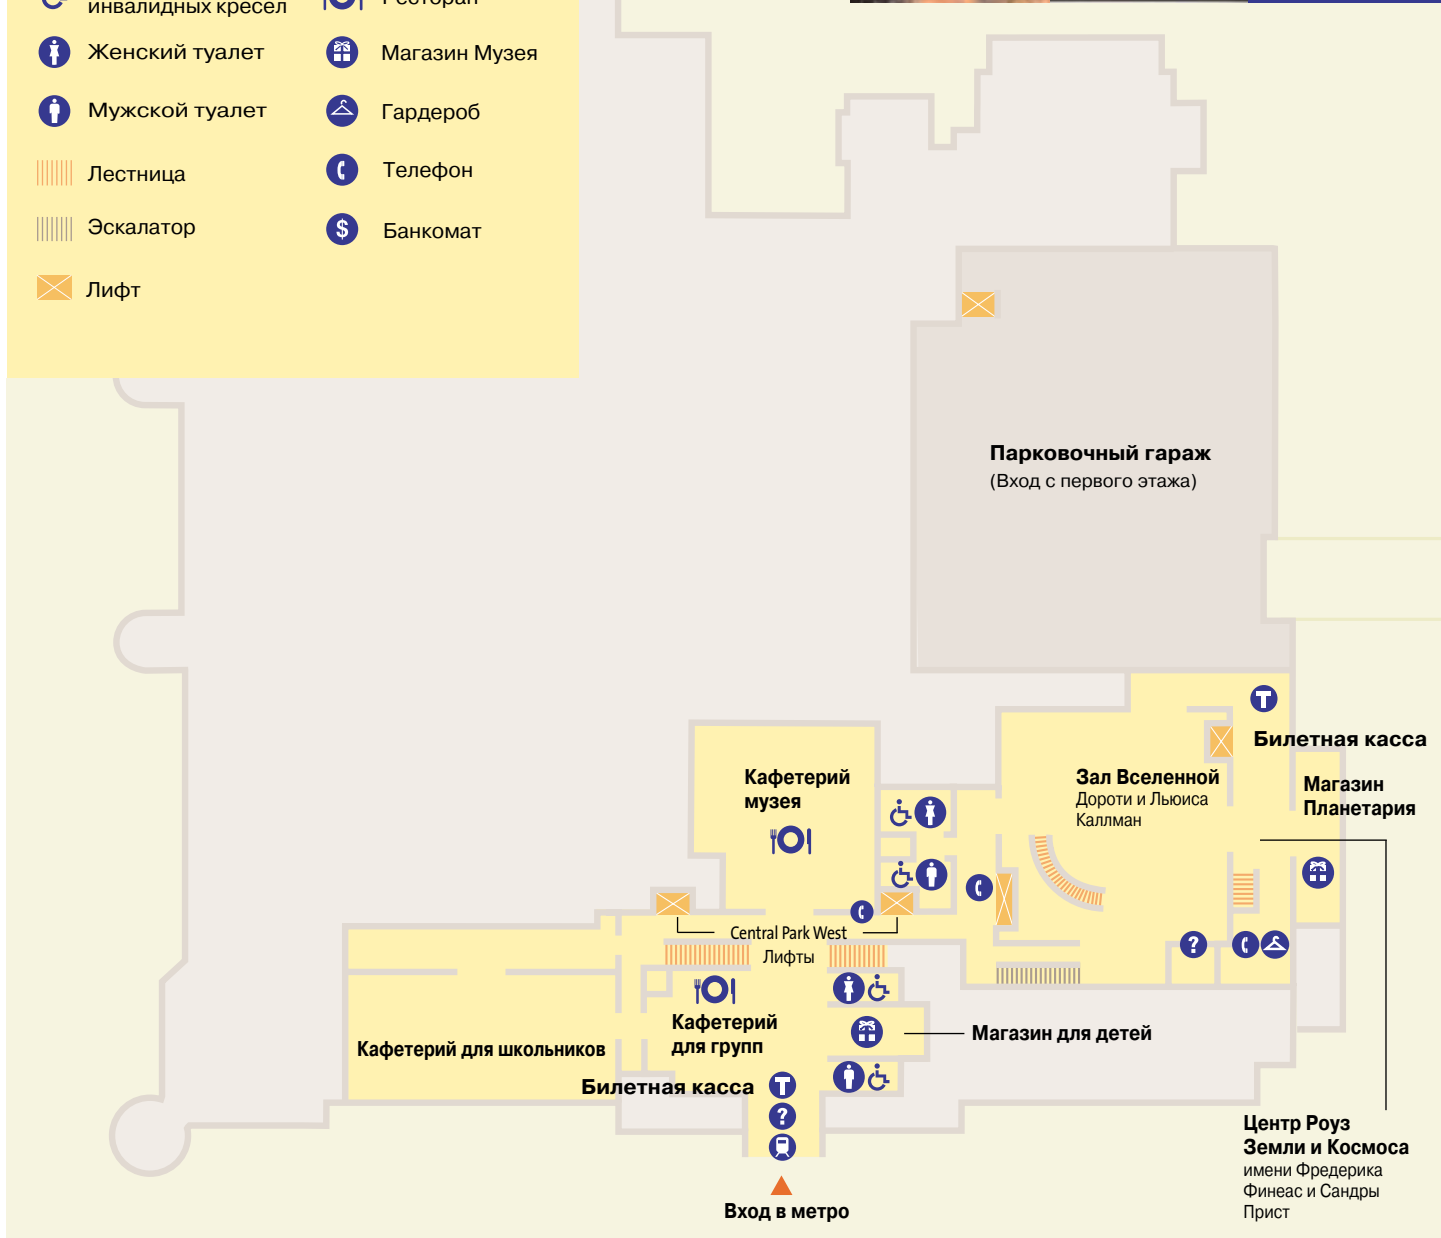 инвалидных кресел
Ресторан
Женский туалет
Магазин Музея
Мужской туалет
Гардероб
Лестница
Телефон
Эскалатор
$
Банкомат
Лифт
Парковочный гараж
(Вход с первого этажа)
T
Билетная касса
Кафетерий
музея
Зал Вселенной
Дороти и Льюиса
Каллман
Магазин
Планетария
Central Park West
Лифты
?
Кафетерий
для групп
Магазин для детей
Кафетерий для школьников
Билетная касса
T
?
Центр Роуз
Земли и Космоса
имени Фредерика
Финеас и Сандры
Прист
Вход в метро